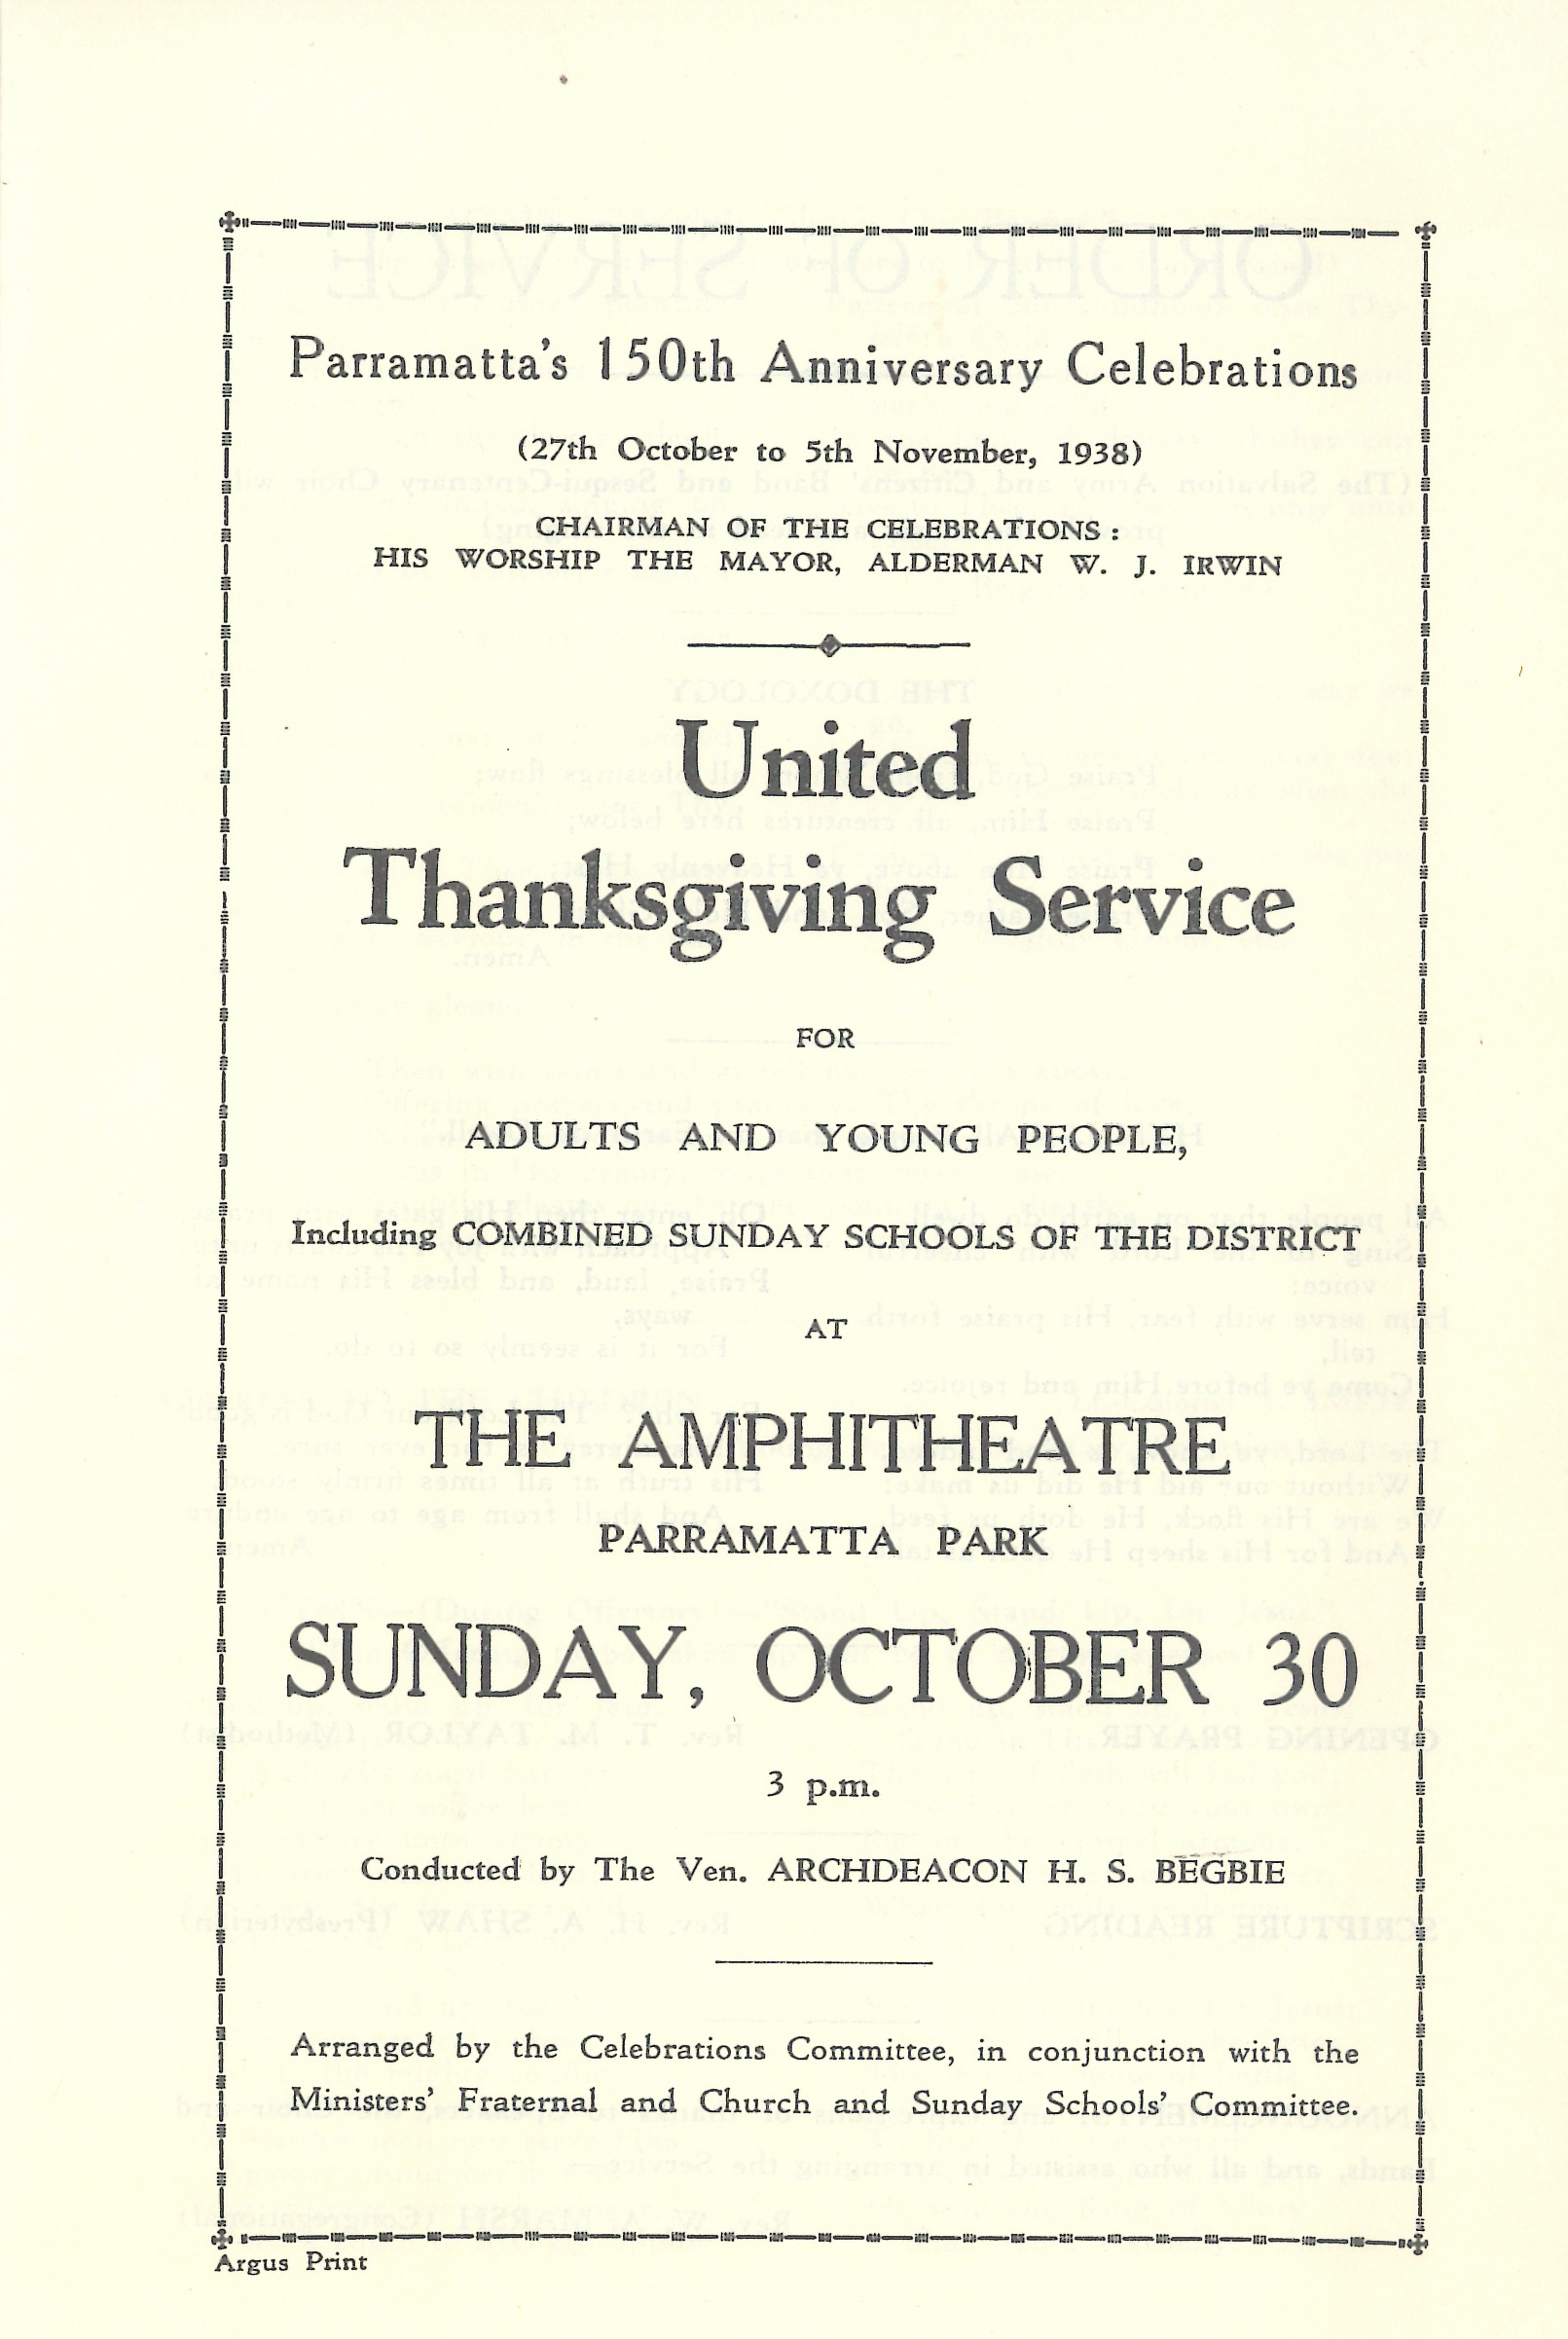 Parramatta's 150th Anniversary Celebrations
(27th October to 5th November, 1938)
CHAIRMAN OF THE CELEBRATIONS :
HIS WORSHIP THE MAYOR, ALDERMAN W. J. IRWIN
United
Thanksgiving Service
FOR
ADULTS AND YOUNG PEOPLE,
Including COMBINED SUNDAY SCHOOLS OF THE DISTRICT
AT
THE AMPHITHEATRE
PARRAMATTA PARK
SUNDAY, OCTOBER 30
3 p.m.
Conducted by The Ven. ARCHDEACON H. S. BEGBIE
Arranged by the Celebrations Committee, in conjunction with the
Ministers' Fraternal and Church and Sunday Schools' Committee.
Argus Print